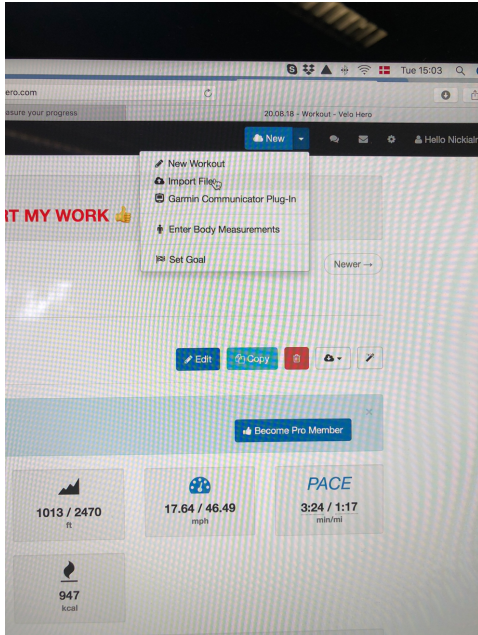 Tue 15:03
ero.com
asure your progress
20.08.18 - Workout - Velo Hero
New
Hello Nickial
New Workout
Import File
Garmin Communicator Plug-In
RT MY WORK
Enter Body Measurements
Set Goal
Newer →
Edit
Copy
Become Pro Member
×
PACE
1013 / 2470
ft
17.64 / 46.49
mph
3:24 / 1:17
min/mi
947
kcal